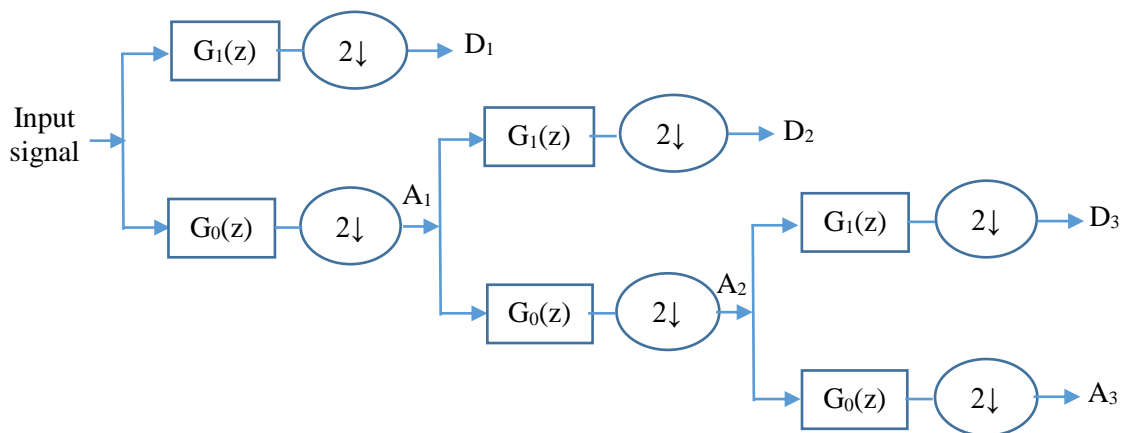 G₁(z)
2↓
D₁
Input
signal
G₁(z)
2↓
D₂
G₀(z)
2↓
A₁
G₁(z)
2↓
D₃
G₀(z)
2↓
A₂
G₀(z)
2↓
A₃